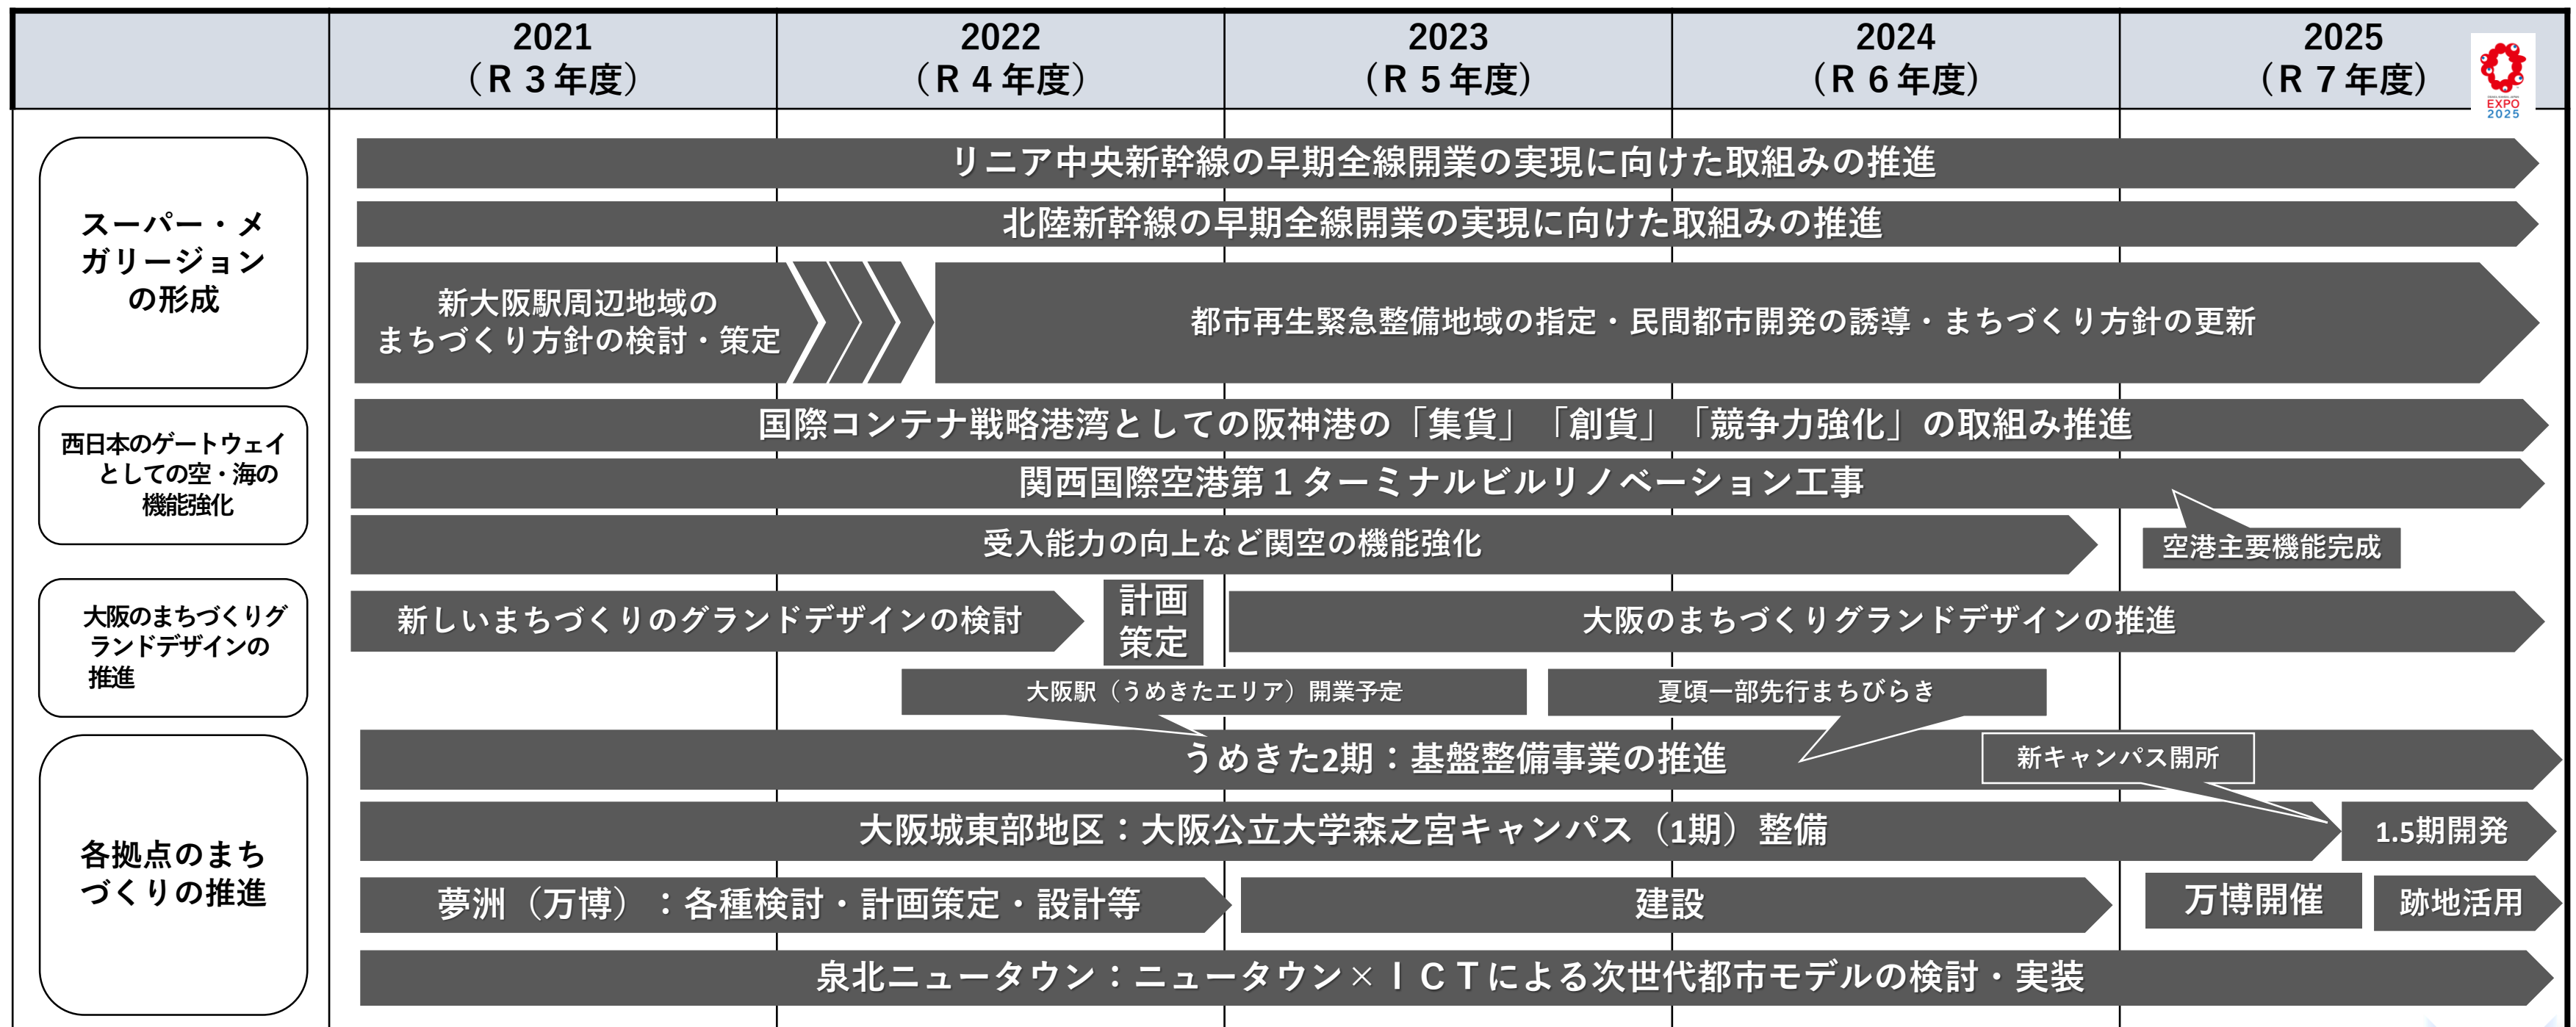 2021
（Ｒ３年度）
2022
（Ｒ４年度）
2023
（Ｒ５年度）
2024
（Ｒ６年度）
2025
（Ｒ７年度）
EXPO
2025
スーパー・メ
ガリージョン
の形成
リニア中央新幹線の早期全線開業の実現に向けた取組みの推進
北陸新幹線の早期全線開業の実現に向けた取組みの推進
新大阪駅周辺地域の
まちづくり方針の検討・策定
都市再生緊急整備地域の指定・民間都市開発の誘導・まちづくり方針の更新
西日本のゲートウェイ
としての空・海の
機能強化
国際コンテナ戦略港湾としての阪神港の「集貨」「創貨」「競争力強化」の取組み推進
関西国際空港第１ターミナルビルリノベーション工事
受入能力の向上など関空の機能強化
空港主要機能完成
大阪のまちづくりグ
ランドデザインの
推進
新しいまちづくりのグランドデザインの検討
計画
策定
大阪のまちづくりグランドデザインの推進
大阪駅（うめきたエリア）開業予定
夏頃一部先行まちびらき
各拠点のまち
づくりの推進
うめきた2期：基盤整備事業の推進
新キャンパス開所
大阪城東部地区：大阪公立大学森之宮キャンパス（1期）整備
1.5期開発
夢洲（万博）：各種検討・計画策定・設計等
建設
万博開催
跡地活用
泉北ニュータウン：ニュータウン×ＩＣＴによる次世代都市モデルの検討・実装